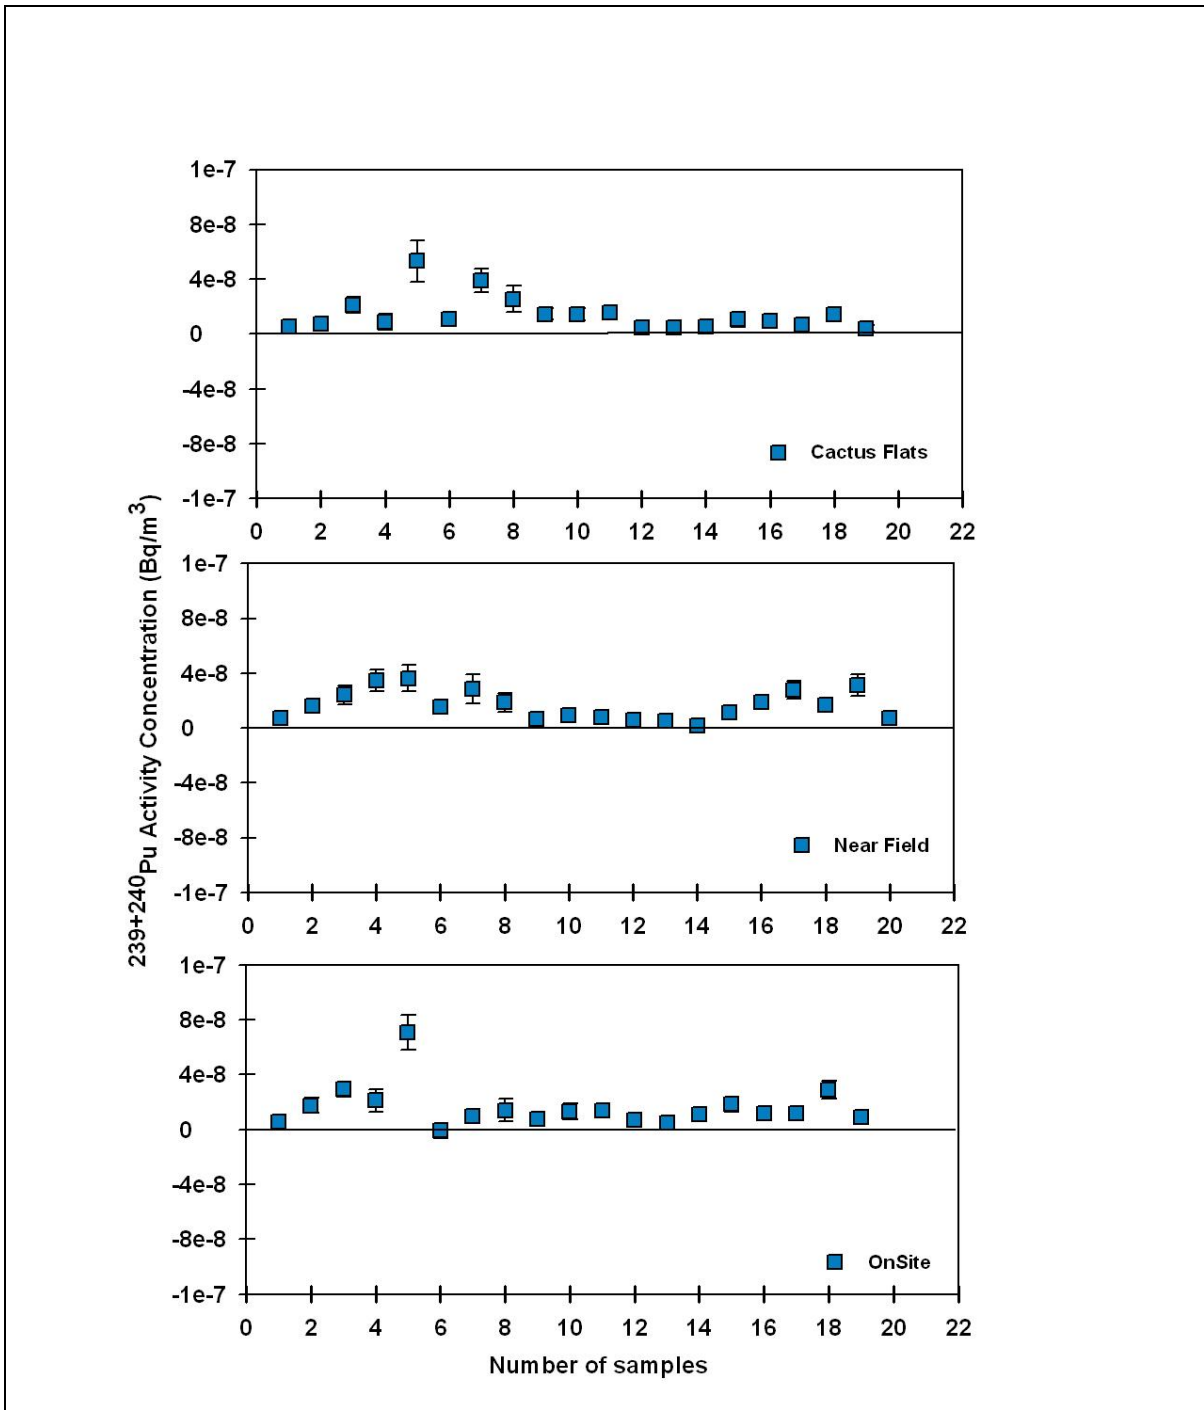 1e-7
8e-8
4e-8
0
-4e-8
-8e-8
-1e-7
Cactus Flats
0 2 4 6 8 10 12 14 16 18 20 22
239+240Pu Activity Concentration (Bq/m3)
1e-7
8e-8
4e-8
0
-4e-8
-8e-8
-1e-7
Near Field
0 2 4 6 8 10 12 14 16 18 20 22
1e-7
8e-8
4e-8
0
-4e-8
-8e-8
-1e-7
OnSite
0 2 4 6 8 10 12 14 16 18 20 22
Number of samples